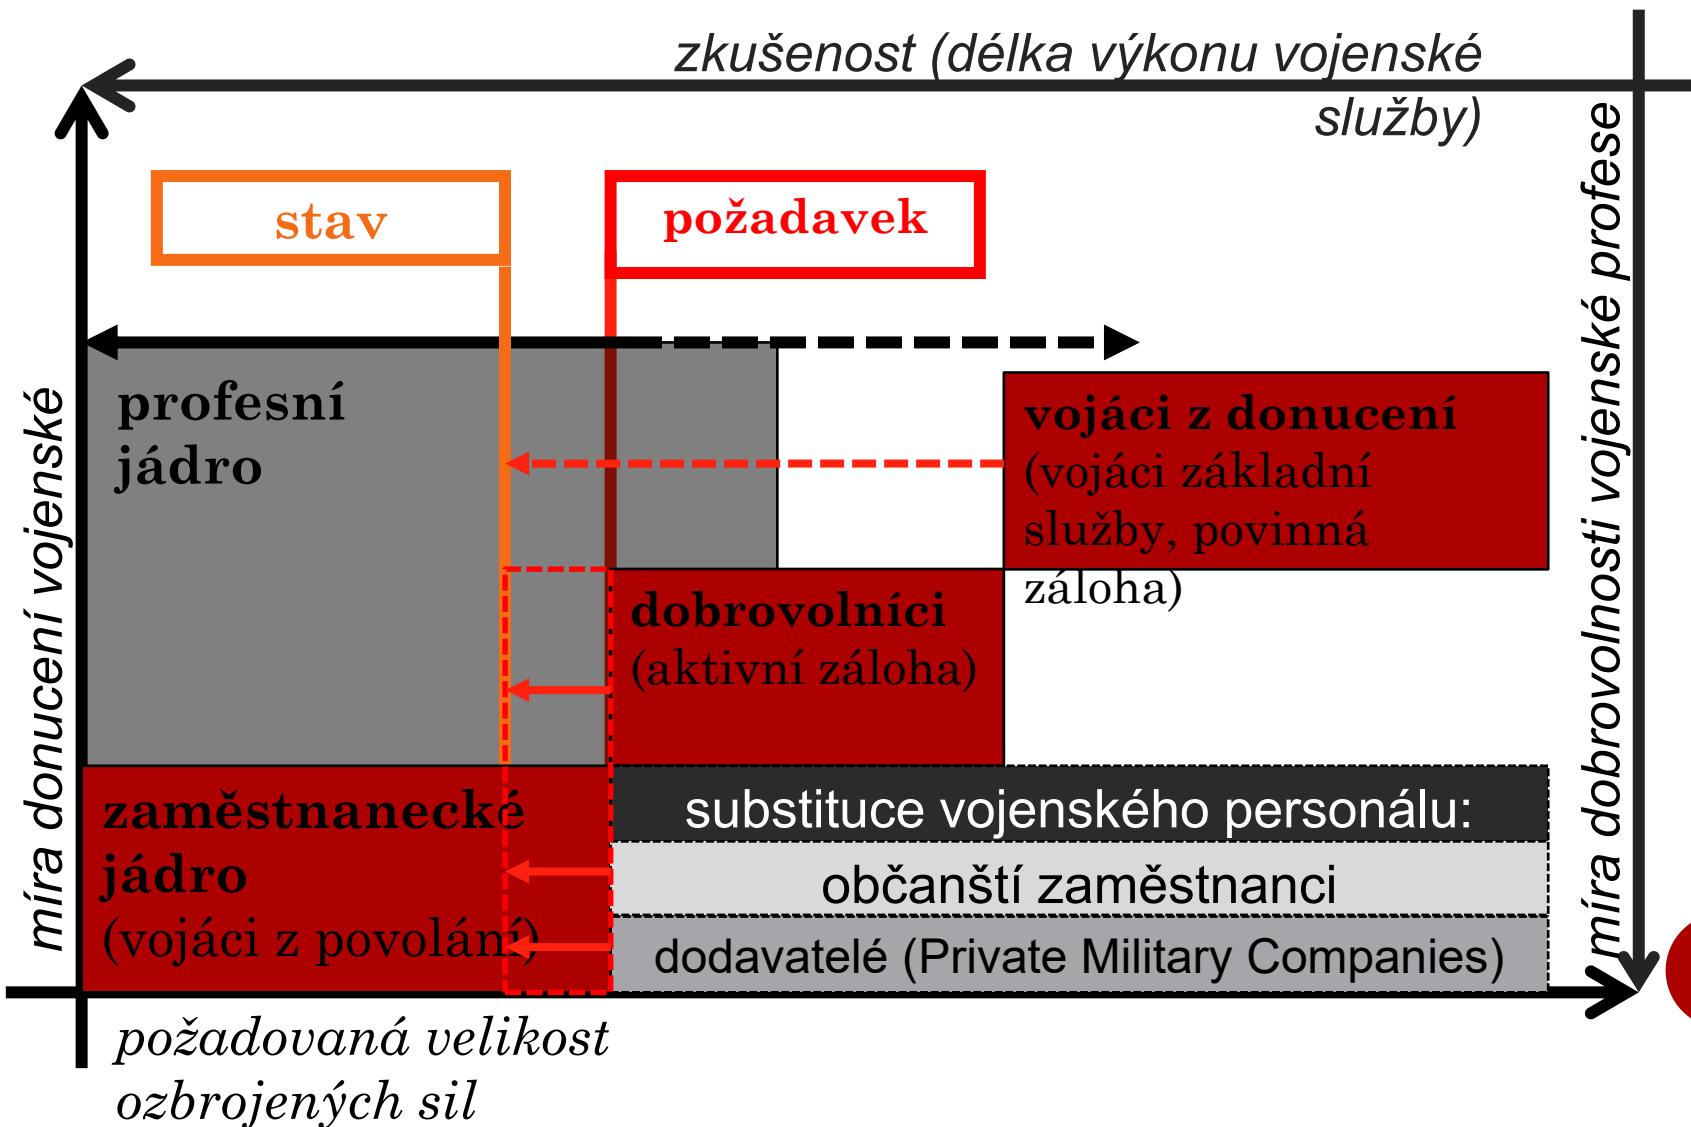 zkušenost (délka výkonu vojenské
služby)
stav
požadavek
míra donucení vojenské
míra dobrovolnosti vojenské profese
profesní
jádro
vojáci z donucení
(vojáci základní
služby, povinná
záloha)
dobrovolníci
(aktivní záloha)
zaměstnanecké
jádro
(vojáci z povolání)
substituce vojenského personálu:
občanští zaměstnanci
dodavatelé (Private Military Companies)
požadovaná velikost
ozbrojených sil